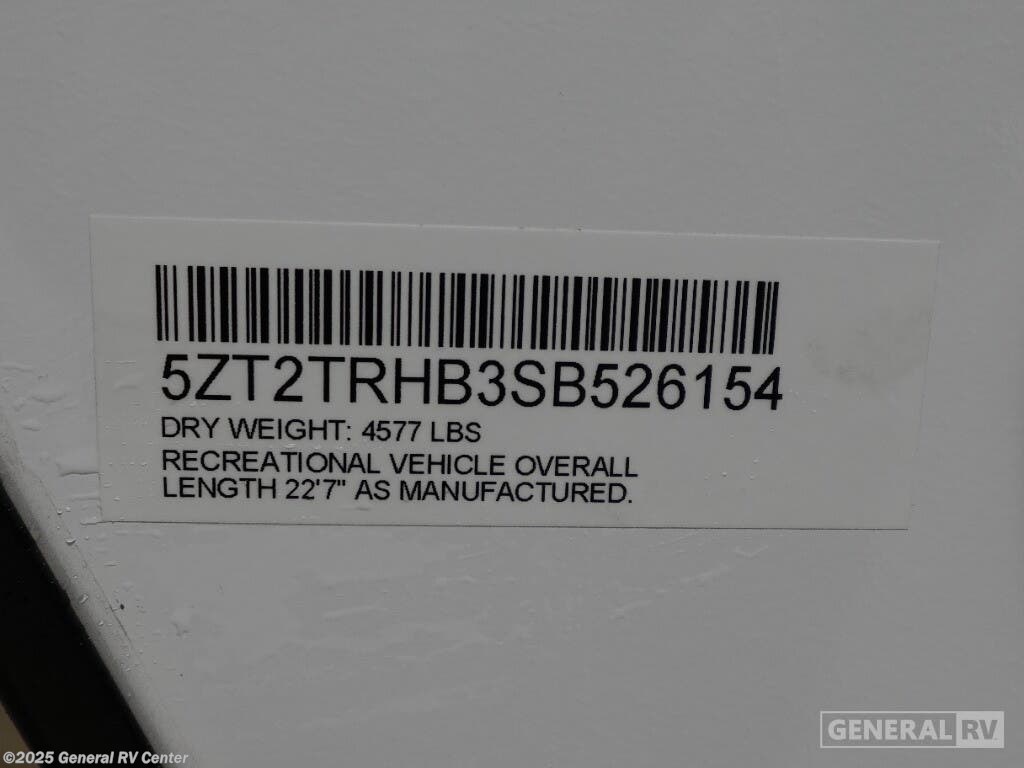 5ZT2TRHB3SB526154
DRY WEIGHT: 4577 LBS
RECREATIONAL VEHICLE OVERALL
LENGTH 22'7" AS MANUFACTURED.
GENERAL RV
©2025 General RV Center